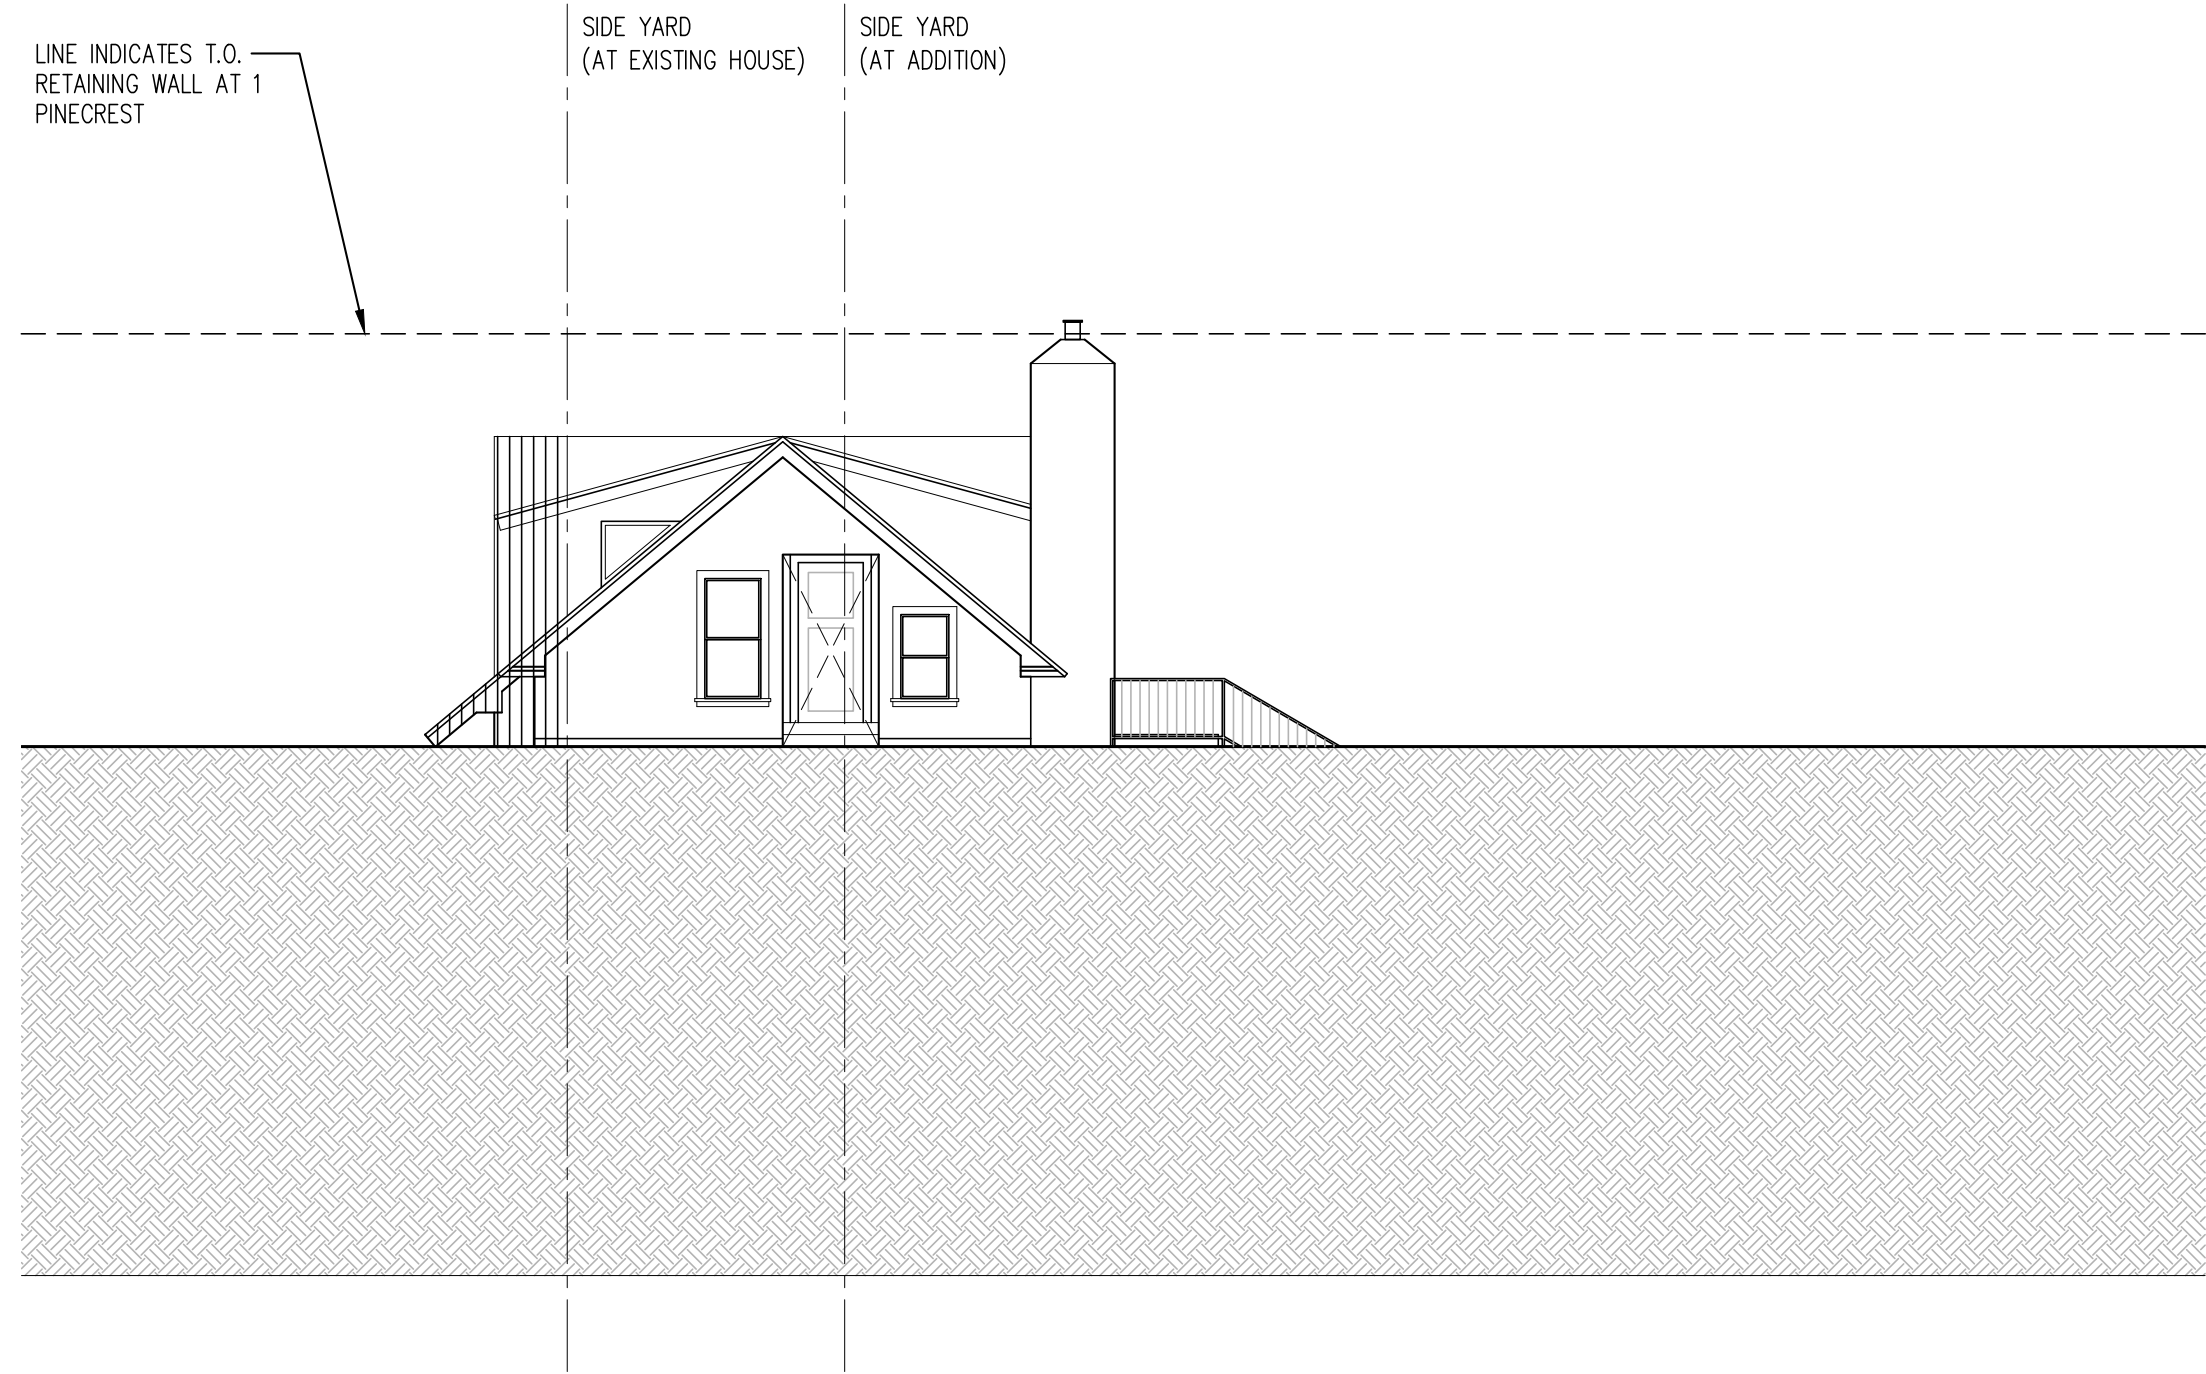 LINE INDICATES T.O.
RETAINING WALL AT 1
PINECREST
SIDE YARD
(AT EXISTING HOUSE)
SIDE YARD
(AT ADDITION)